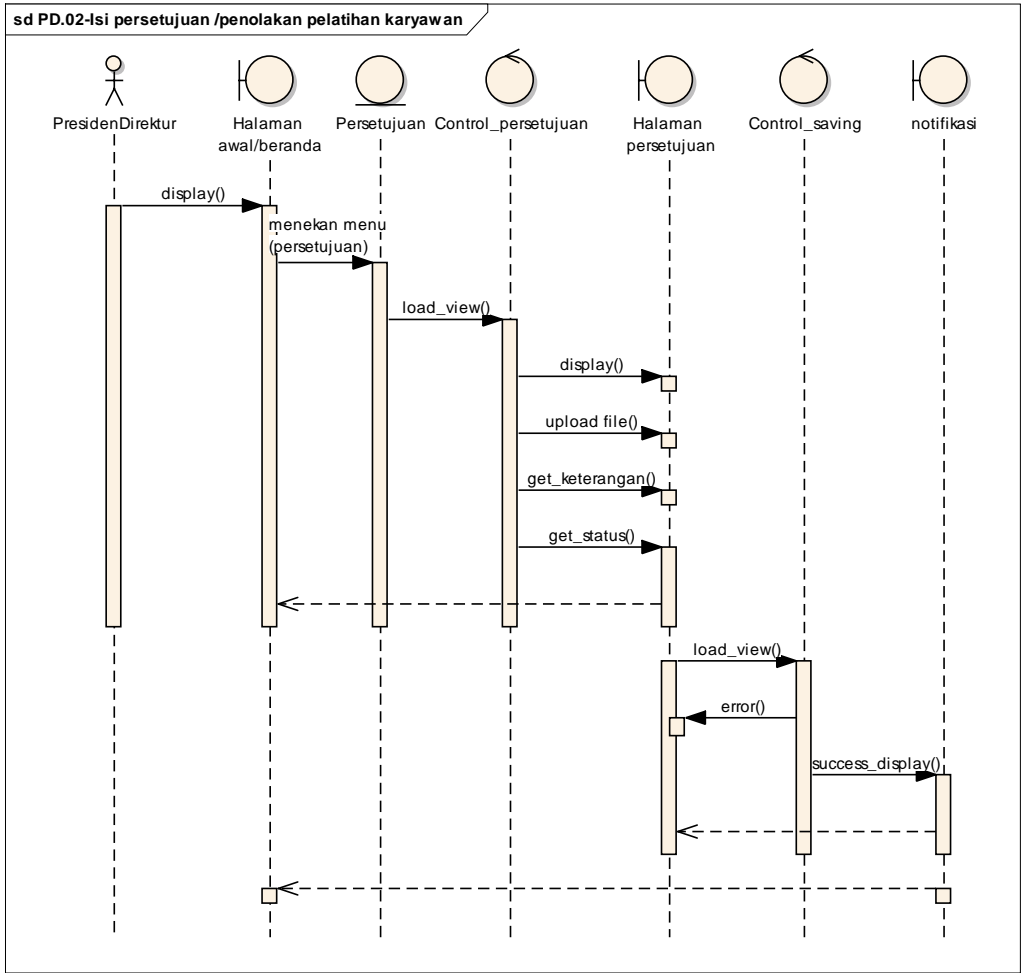 sd PD.02-Isi persetujuan /penolakan pelatihan karyawan
PresidenDirektur
Halaman
awal/beranda
Persetujuan
Control_persetujuan
Halaman
persetujuan
Control_saving
notifikasi
display()
menekan menu
(persetujuan)
load_view()
display()
upload file()
get_keterangan()
get_status()
load_view()
error()
success_display()